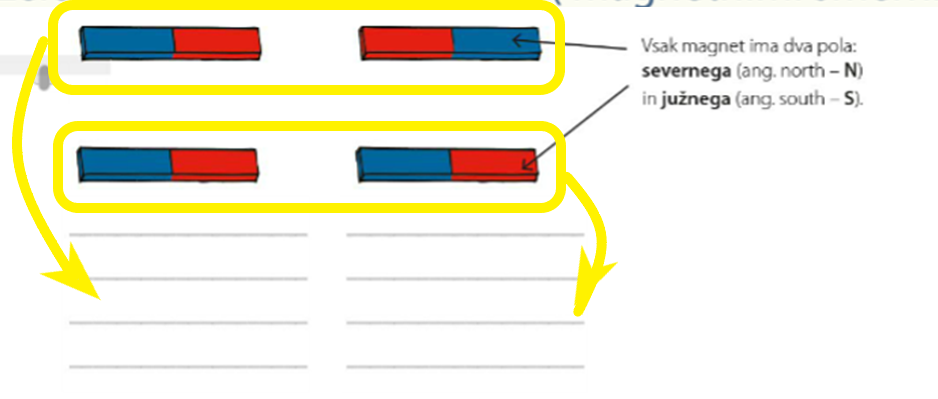 Vsak magnet ima dva pola:
severnega (ang. north – N)
in južnega (ang. south – S).